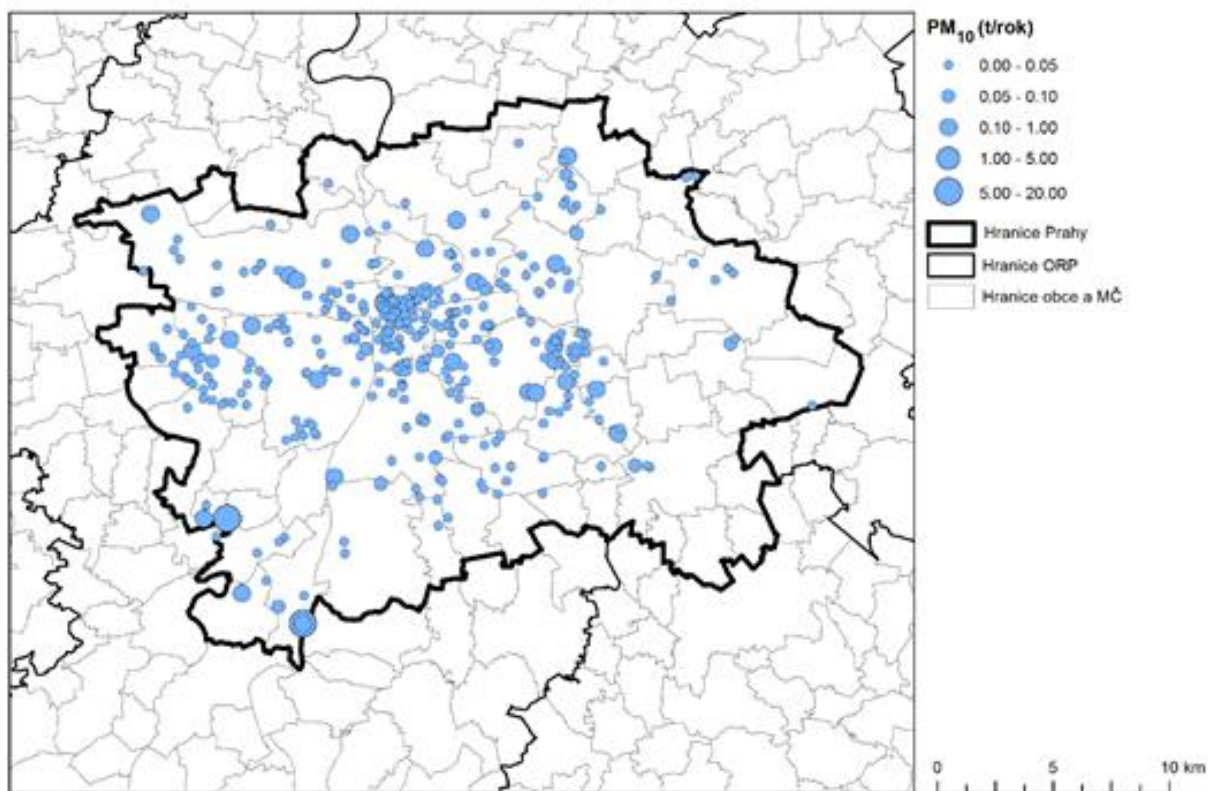 PM10 (t/rok)
0.00 - 0.05
0.05 - 0.10
0.10 - 1.00
1.00 - 5.00
5.00 - 20.00
Hranice Prahy
Hranice ORP
Hranice obce a MČ
0 5 10 km